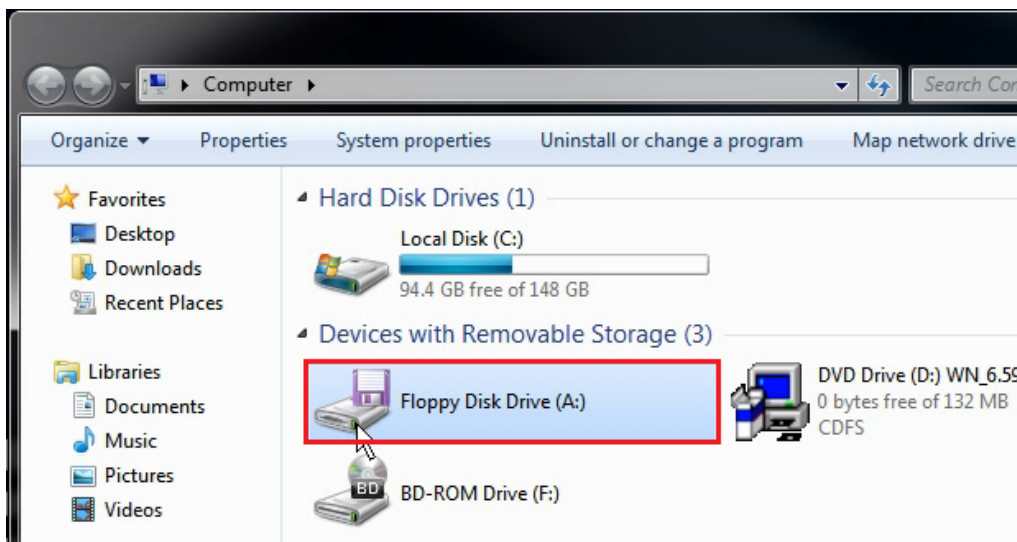 Computer
Search Con
Organize Properties System properties Uninstall or change a program Map network drive
Favorites
Desktop
Downloads
Recent Places
Libraries
Documents
Music
Pictures
Videos
Hard Disk Drives (1)
Local Disk (C:)
94.4 GB free of 148 GB
Devices with Removable Storage (3)
Floppy Disk Drive (A:)
DVD Drive (D:) WN_6.59
0 bytes free of 132 MB
CDFS
BD
BD-ROM Drive (F:)